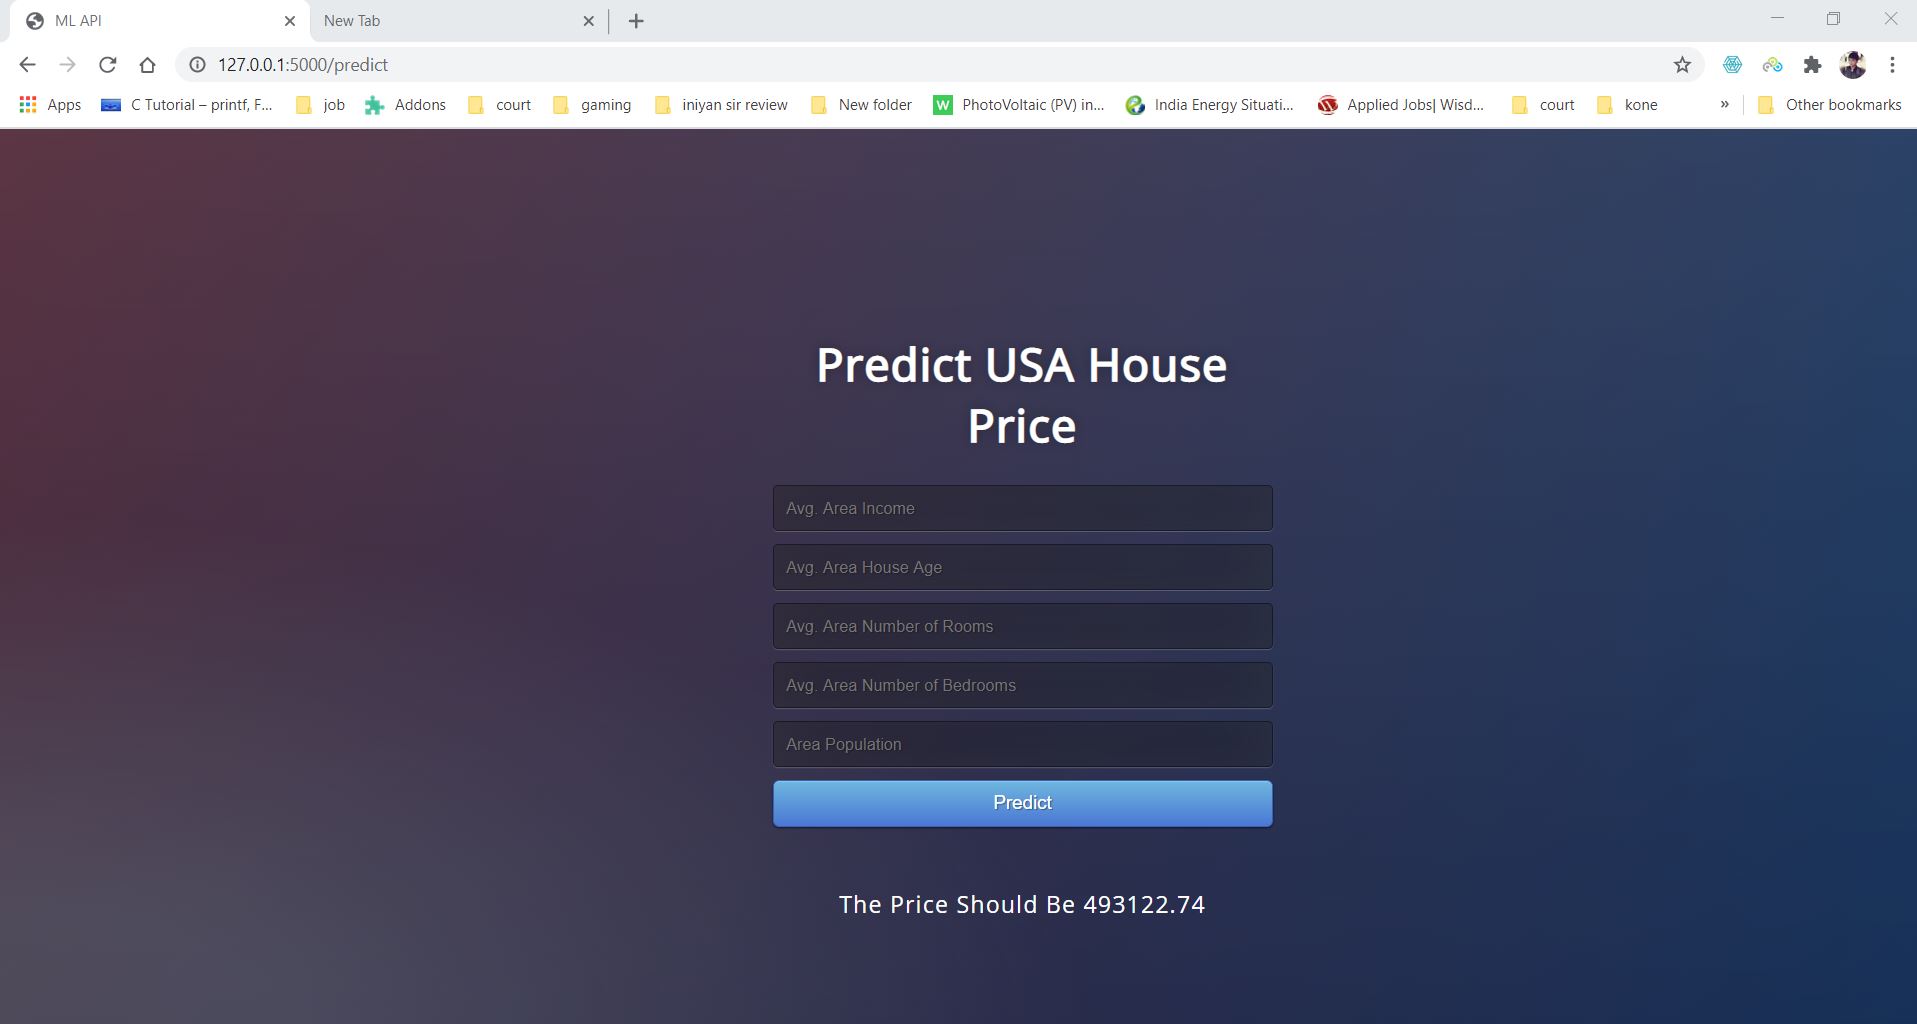 ML API
New Tab
127.0.0.1:5000/predict
Apps
C Tutorial – printf, F...
job
Addons
court
gaming
iniyan sir review
New folder
W
PhotoVoltaic (PV) in...
India Energy Situati...
Applied Jobs| Wisd...
court
kone
»
Other bookmarks
Predict USA House
Price
Avg. Area Income
Avg. Area House Age
Avg. Area Number of Rooms
Avg. Area Number of Bedrooms
Area Population
Predict
The Price Should Be 493122.74